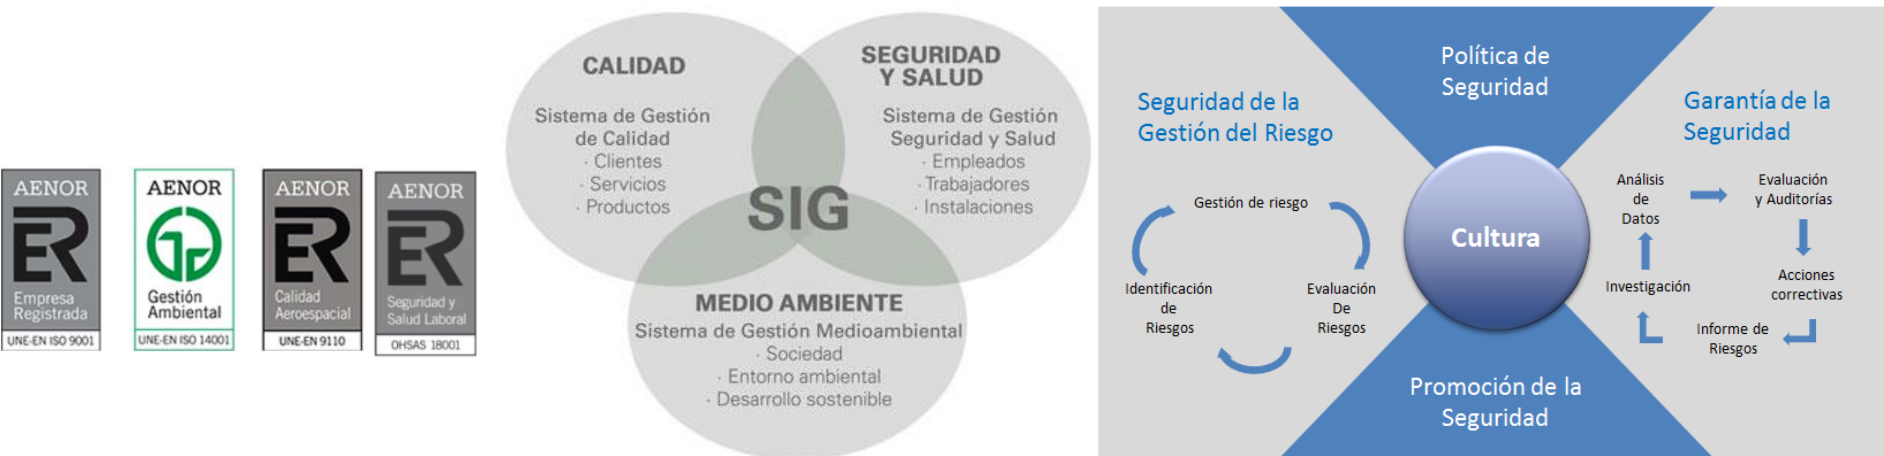 AENOR
ER
Empresa
Registrada
UNE-EN ISO 9001
AENOR
Gestión
Ambiental
UNE-EN ISO 14001
AENOR
ER
Calidad
Aeroespacial
UNE-EN 9110
AENOR
ER
Seguridad y
Salud Laboral
OHSAS 18001
CALIDAD
Sistema de Gestión
de Calidad
· Clientes
· Servicios
· Productos
SEGURIDAD
Y SALUD
Sistema de Gestión
Seguridad y Salud
· Empleados
· Trabajadores
· Instalaciones
SIG
MEDIO AMBIENTE
Sistema de Gestión Medioambiental
· Sociedad
· Entorno ambiental
· Desarrollo sostenible
Política de
Seguridad
Seguridad de la
Gestión del Riesgo
Gestión de riesgo
Evaluación
De
Riesgos
Identificación
de
Riesgos
Cultura
Garantía de la
Seguridad
Análisis
de
Datos
Evaluación
y Auditorías
Acciones
correctivas
Informe de
Riesgos
Investigación
Promoción de la
Seguridad